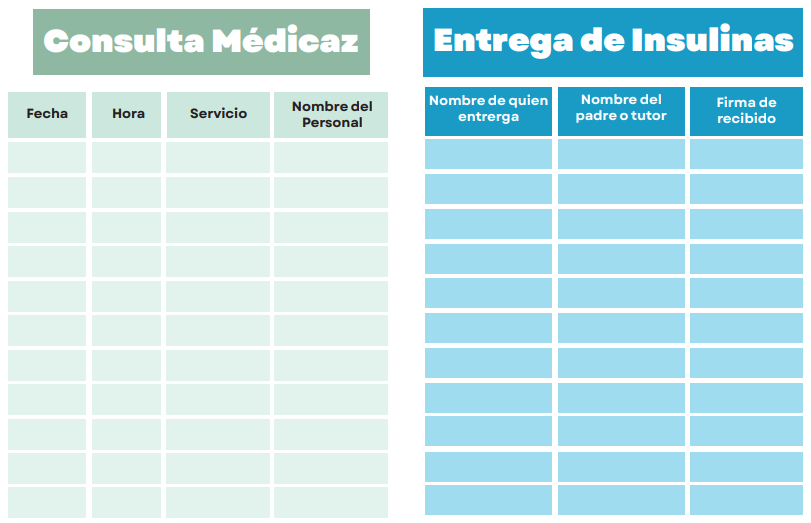 Consulta Médicaz
Fecha
Hora
Servicio
Nombre del
Personal
Entrega de Insulinas
Nombre de quien
entrerga
Nombre del
padre o tutor
Firma de
recibido